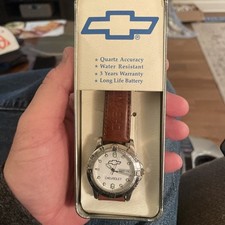 • Quartz Accuracy
• Water Resistant
• 3 Years Warranty
• Long Life Battery
CHEVROLET